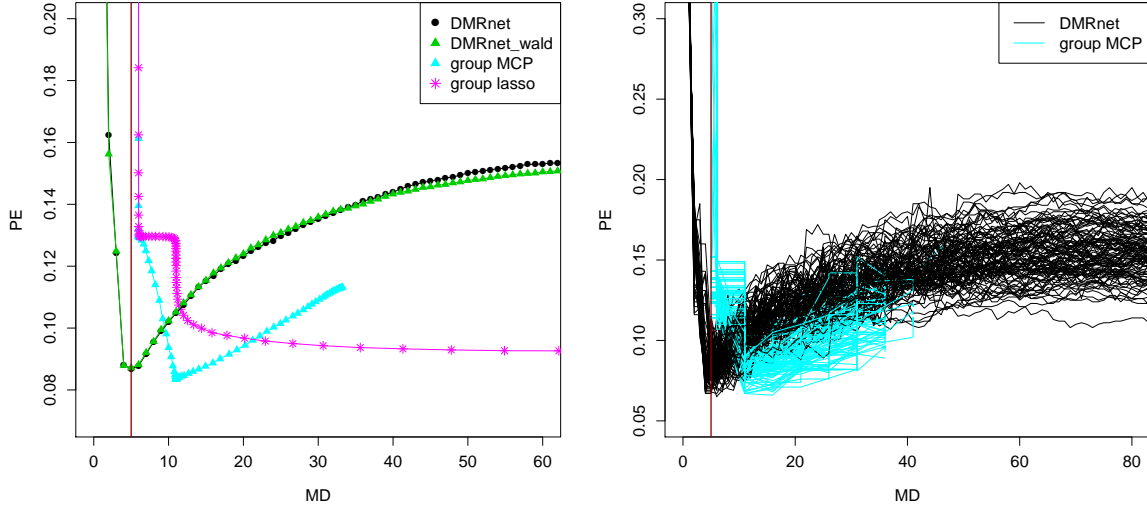 0.20
0.18
0.16
0.14
0.12
0.10
0.08
PE
0 10 20 30 40 50 60
MD
DMRnet
DMRnet_wald
group MCP
group lasso
0.30
0.25
0.20
0.15
0.10
0.05
PE
0 20 40 60 80
MD
DMRnet
group MCP